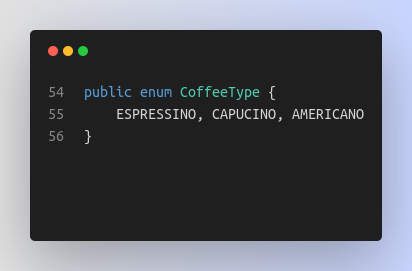 54 public enum CoffeeType {
55     ESPRESSINO, CAPUCINO, AMERICANO
56 }